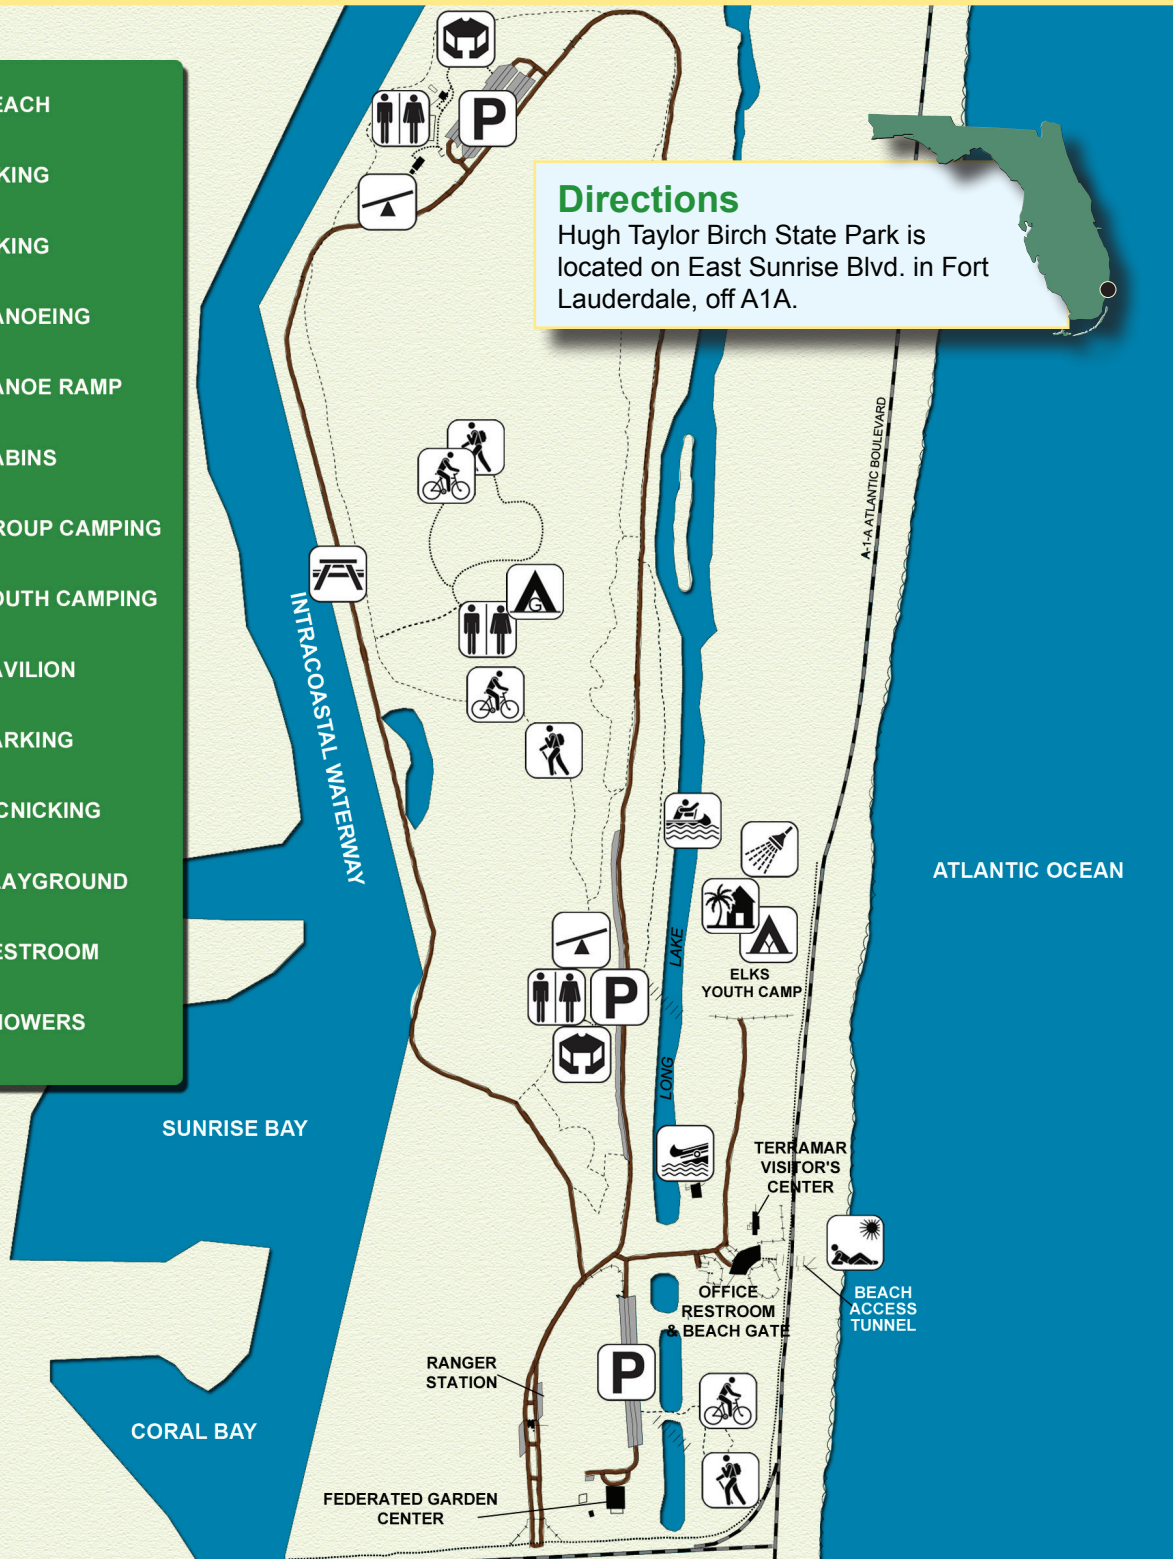 EACH
KING
KING
ANOEING
ANOE RAMP
ABINS
ROUP CAMPING
OUTH CAMPING
AVILION
ARKING
CNICKING
LAYGROUND
ESTROOM
HOWERS
P
Directions
Hugh Taylor Birch State Park is
located on East Sunrise Blvd. in Fort
Lauderdale, off A1A.
A-1-A ATLANTIC BOULEVARD
G
INTRACOASTAL WATERWAY
ATLANTIC OCEAN
Y
ELKS
YOUTH CAMP
P
LONG LAKE
SUNRISE BAY
TERRAMAR
VISITOR'S
CENTER
OFFICE
RESTROOM
& BEACH GATE
BEACH
ACCESS
TUNNEL
P
RANGER
STATION
CORAL BAY
FEDERATED GARDEN
CENTER